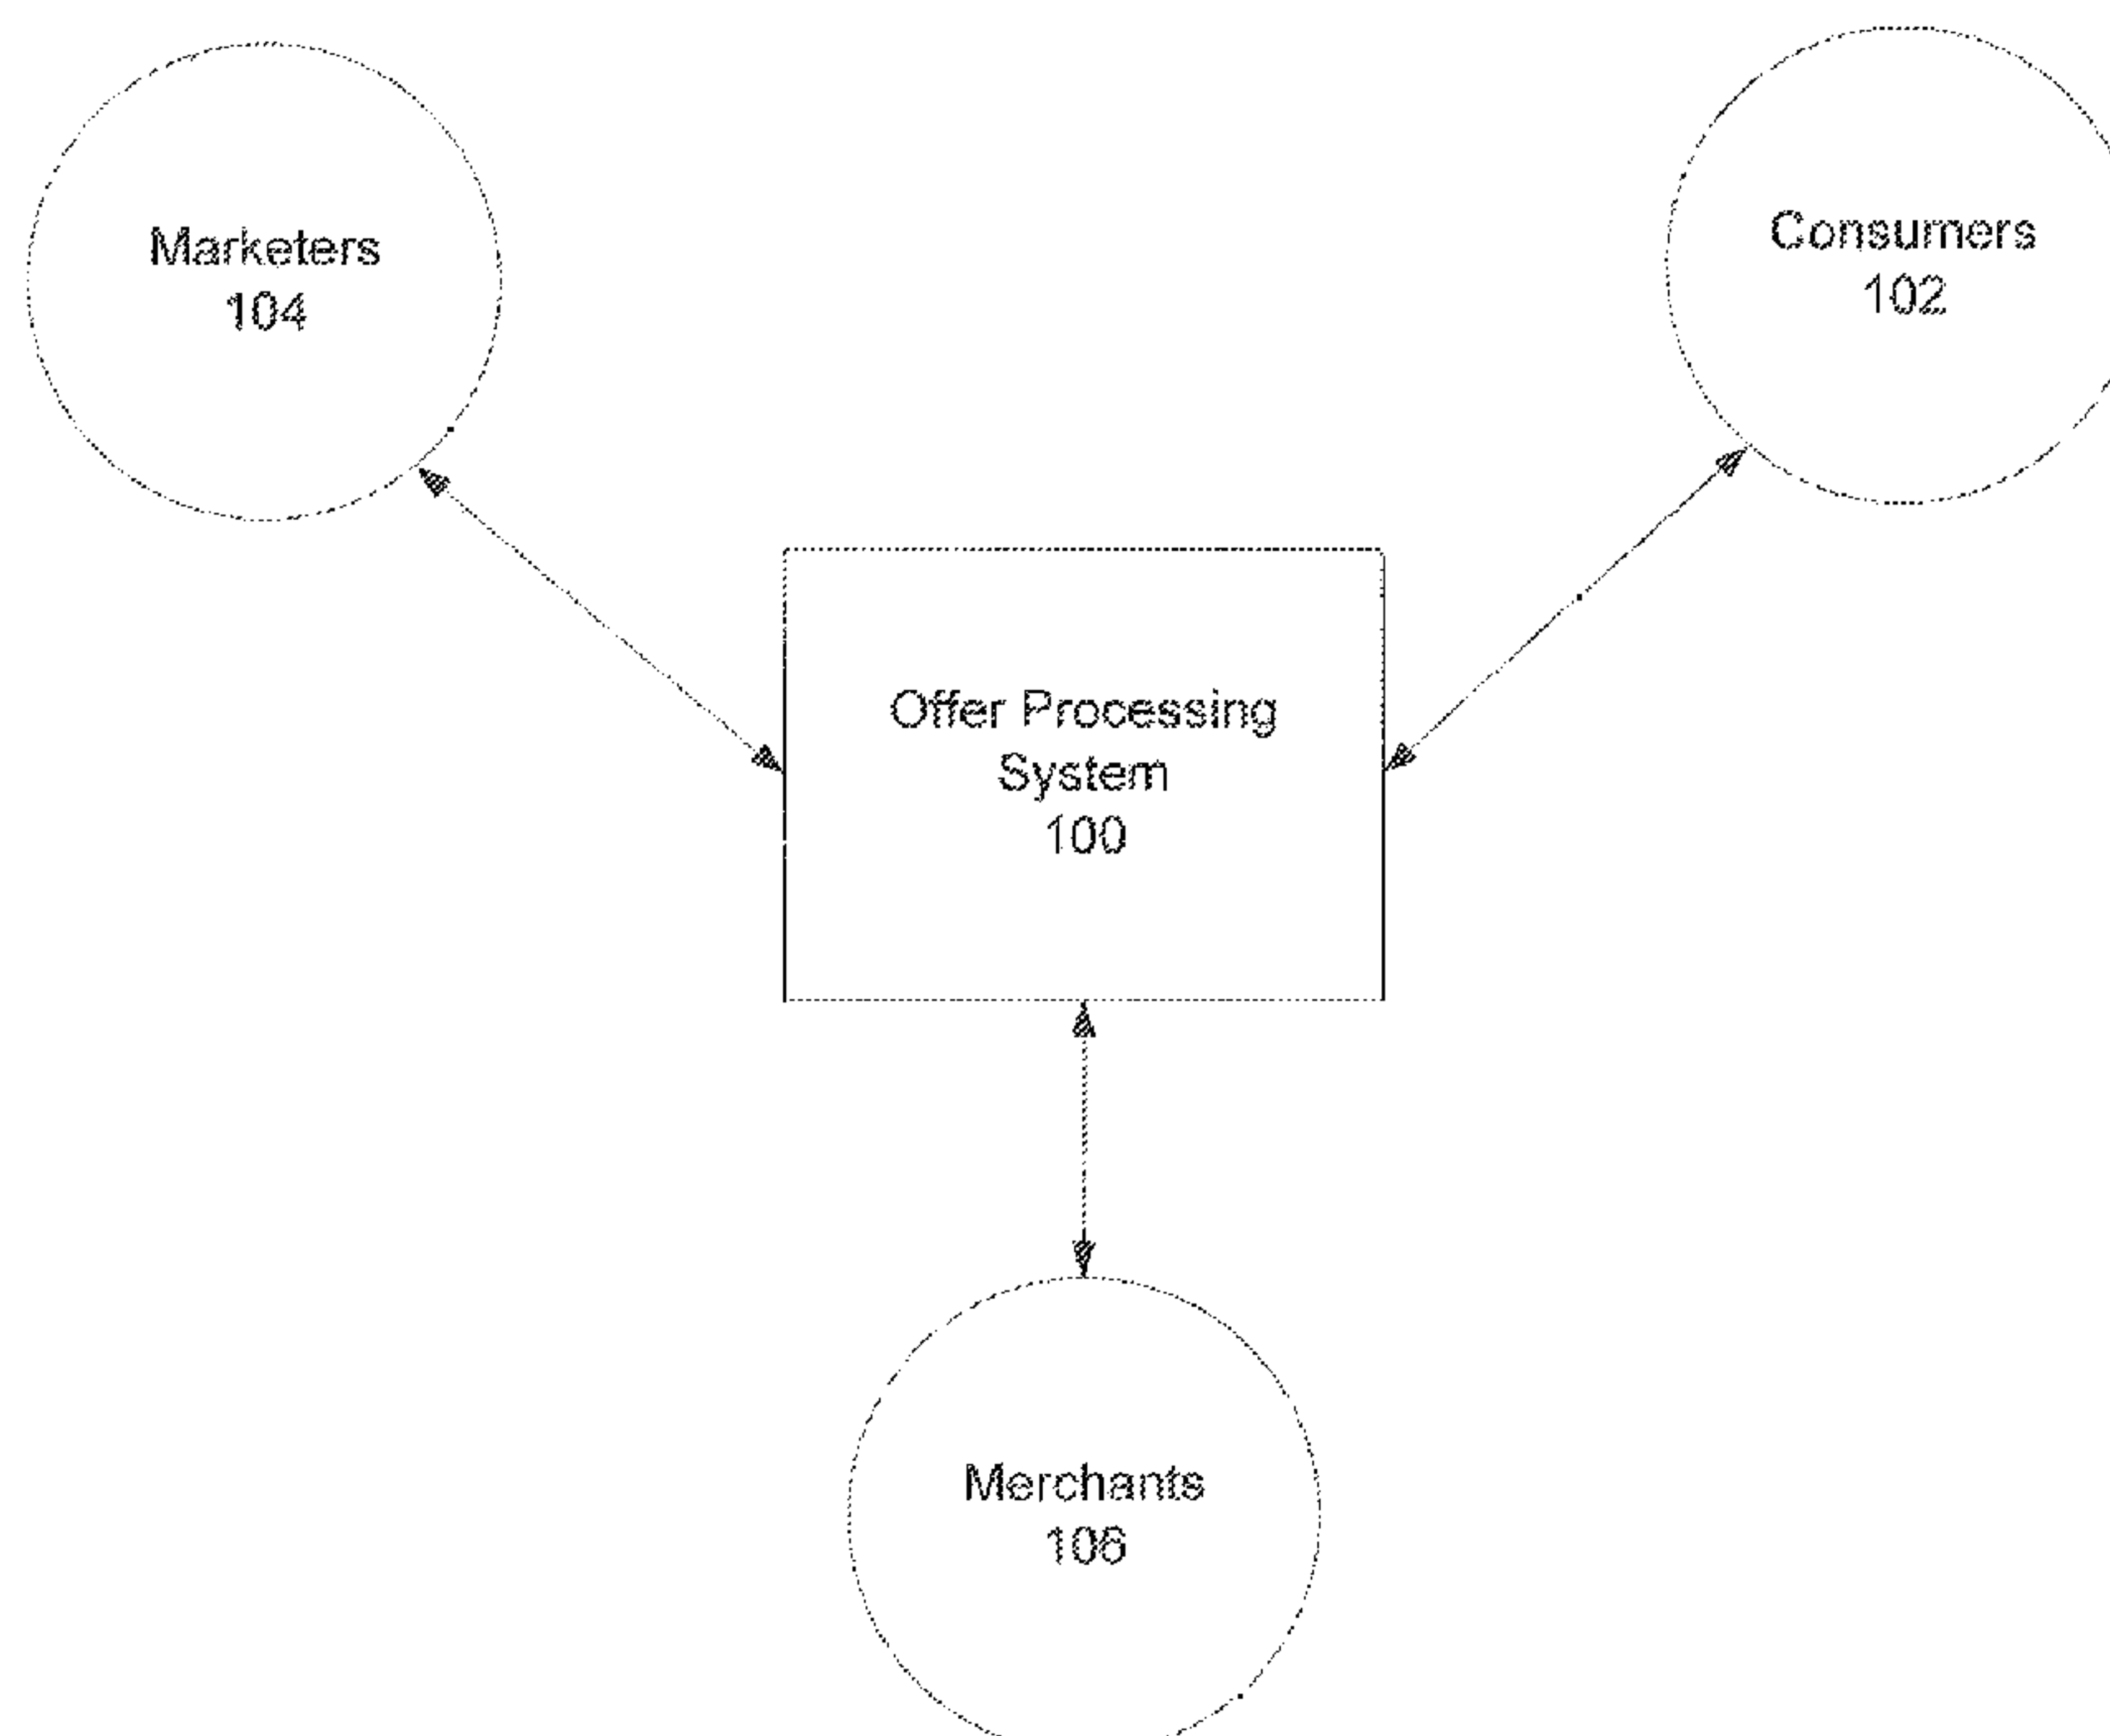 Marketers
104
Consumers
102
Offer Processing
System
100
Merchants
106